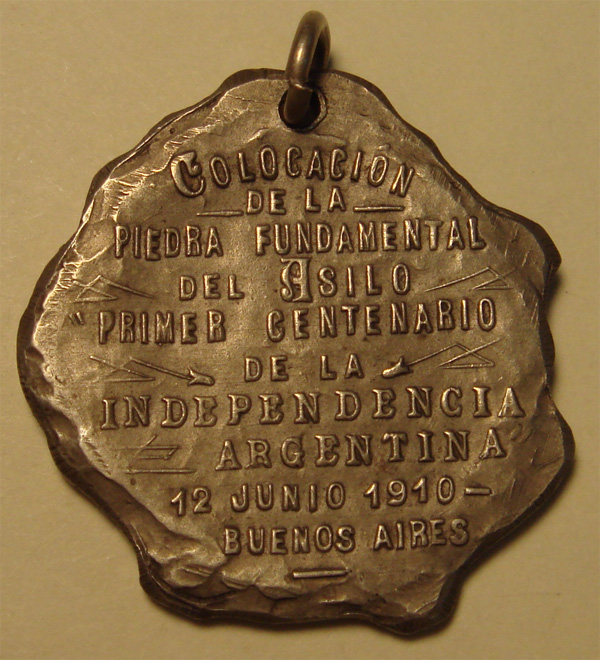 COLOCACIÓN
DE LA
PIEDRA FUNDAMENTAL
DEL ASILO
"PRIMER CENTENARIO
DE LA
INDEPENDENCIA
ARGENTINA"
12 JUNIO 1910-
BUENOS AIRES